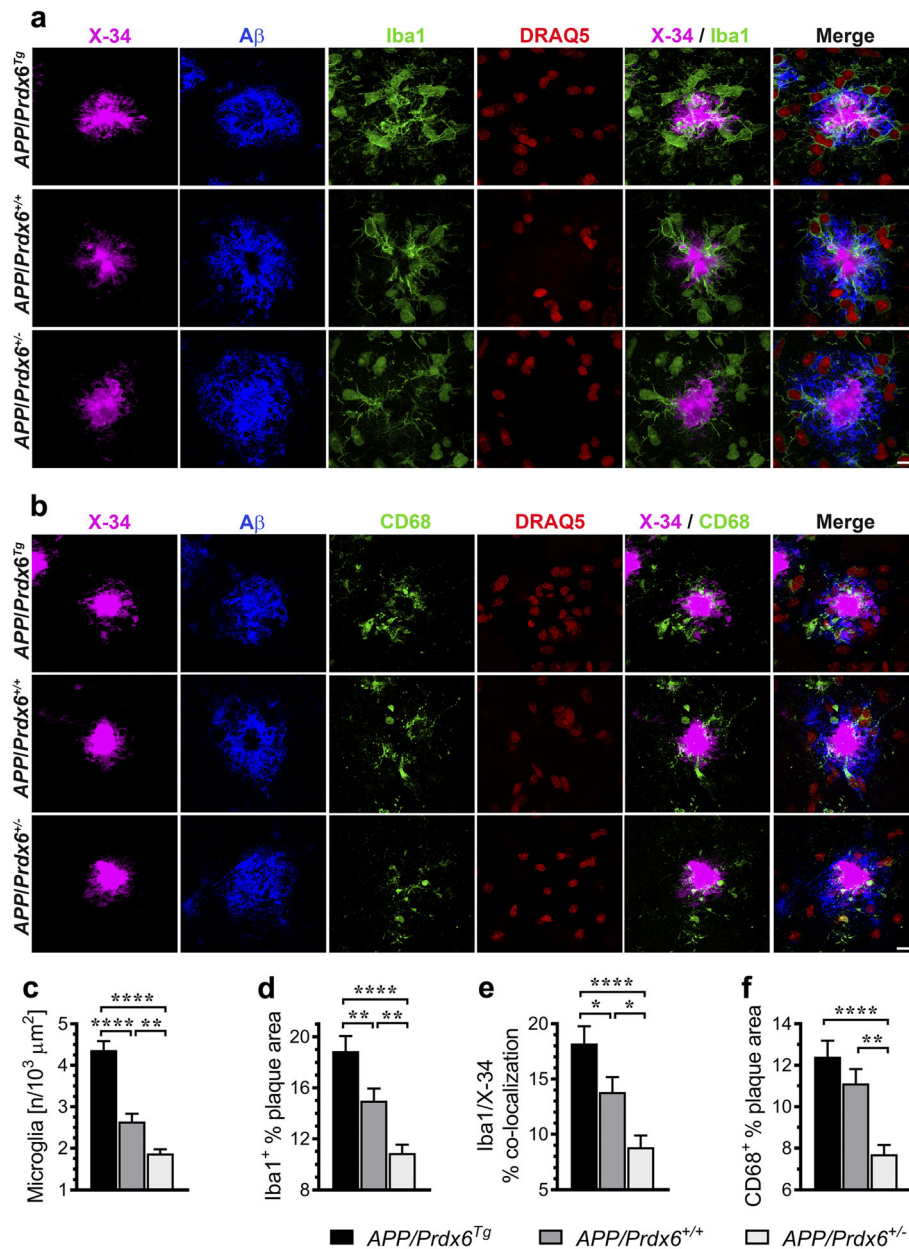 a
X-34 Aβ Iba1 DRAQ5 X-34 / Iba1 Merge
APP/Prdx6Tg
APP/Prdx6+/+
APP/Prdx6+/-
b
X-34 Aβ CD68 DRAQ5 X-34 / CD68 Merge
APP/Prdx6Tg
APP/Prdx6+/+
APP/Prdx6+/-
c
****
**** **
Microglia [n/10³ μm²]
5
4
3
2
1
d
****
** **
Iba1+ % plaque area
20
16
12
8
e
****
* *
Iba1/X-34
% co-localization
20
15
10
5
f
****
**
CD68+ % plaque area
14
12
10
8
6
APP/Prdx6Tg APP/Prdx6+/+ APP/Prdx6+/-